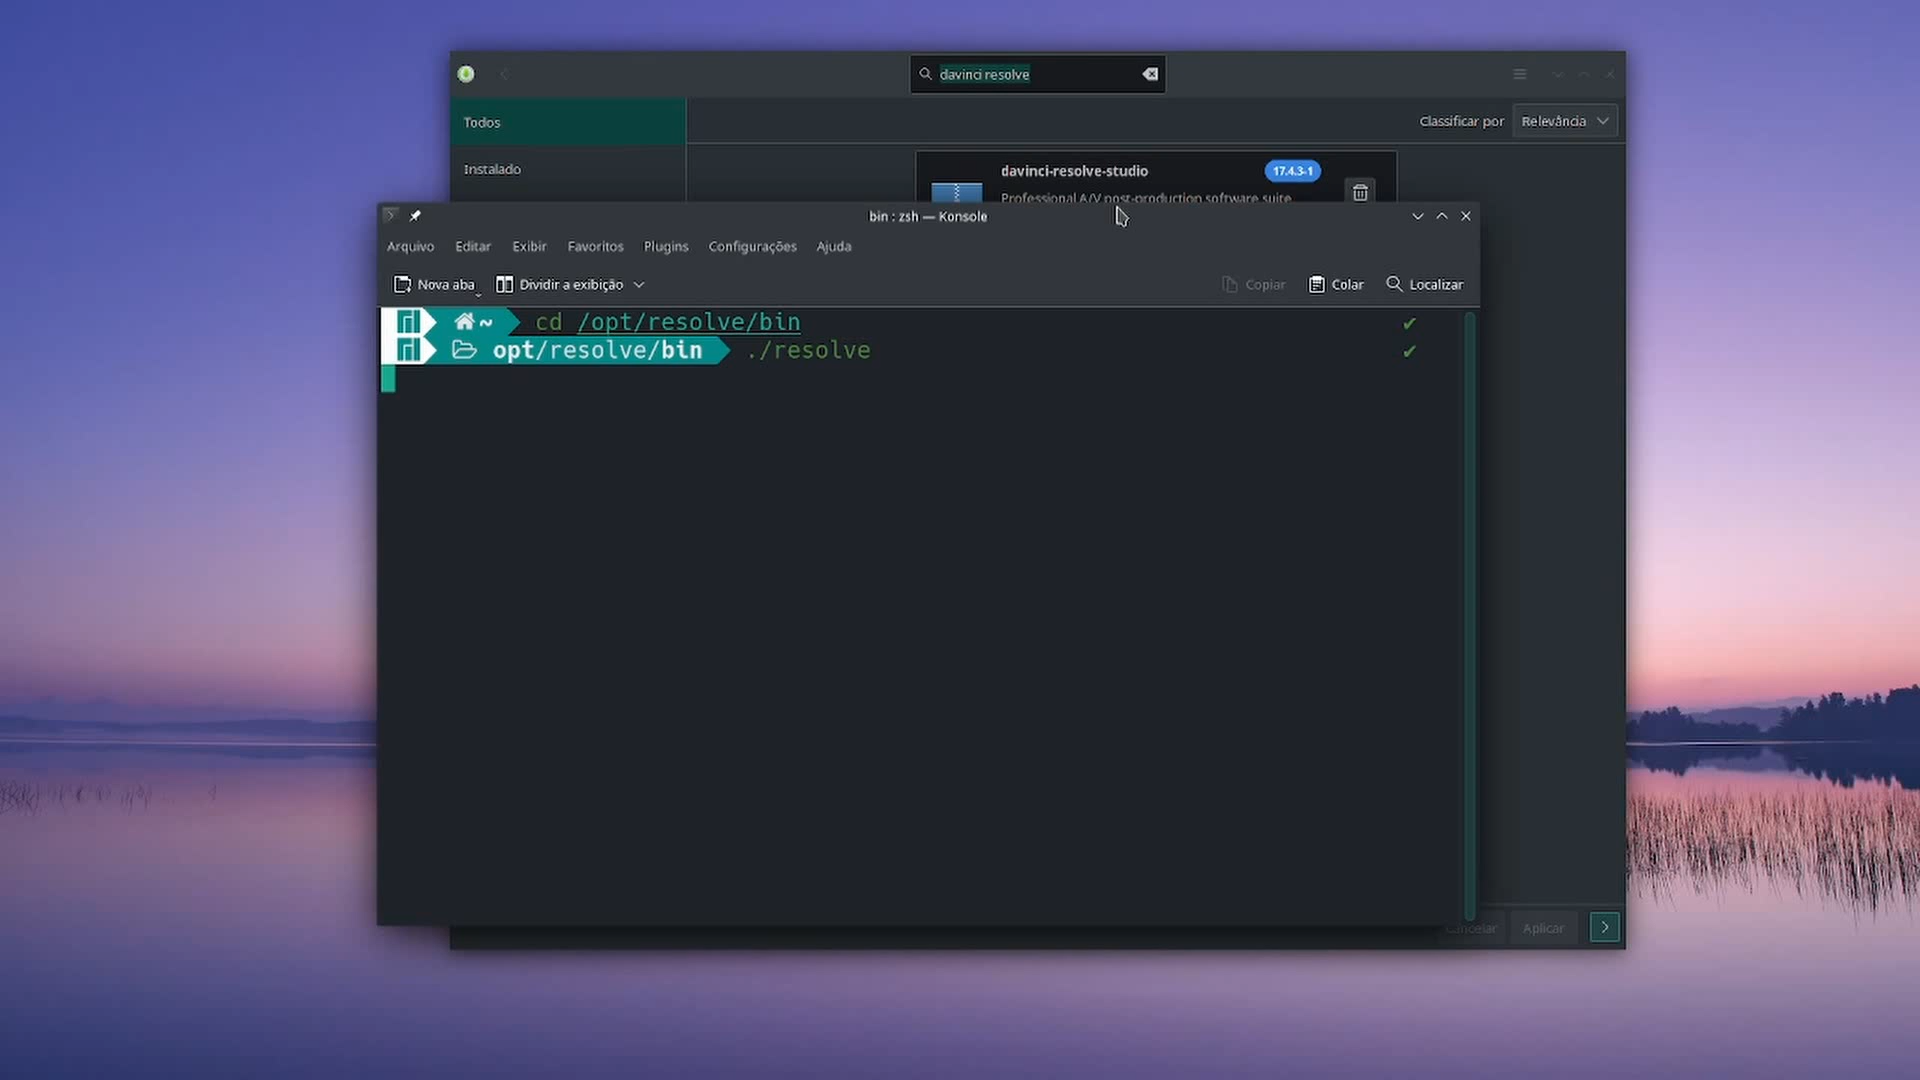 davinci resolve
Todos
Classificar por Relevância
Instalado
davinci-resolve-studio 17.4.3-1
Professional A/V post-production software suite
bin : zsh — Konsole
Arquivo Editar Exibir Favoritos Plugins Configurações Ajuda
Nova aba Dividir a exibição Copiar Colar Localizar
~ cd /opt/resolve/bin
opt/resolve/bin ./resolve
Cancelar Aplicar